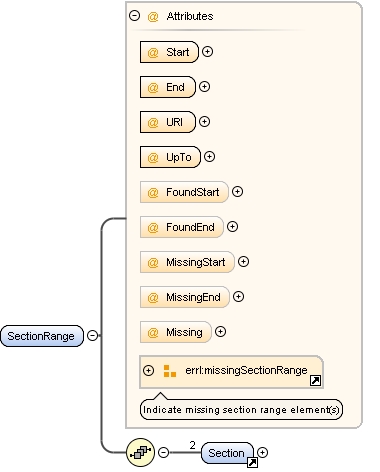 @ Attributes
@ Start
@ End
@ URI
@ UpTo
@ FoundStart
@ FoundEnd
@ MissingStart
@ MissingEnd
@ Missing
SectionRange
errl:missingSectionRange
Indicate missing section range element(s)
2
Section